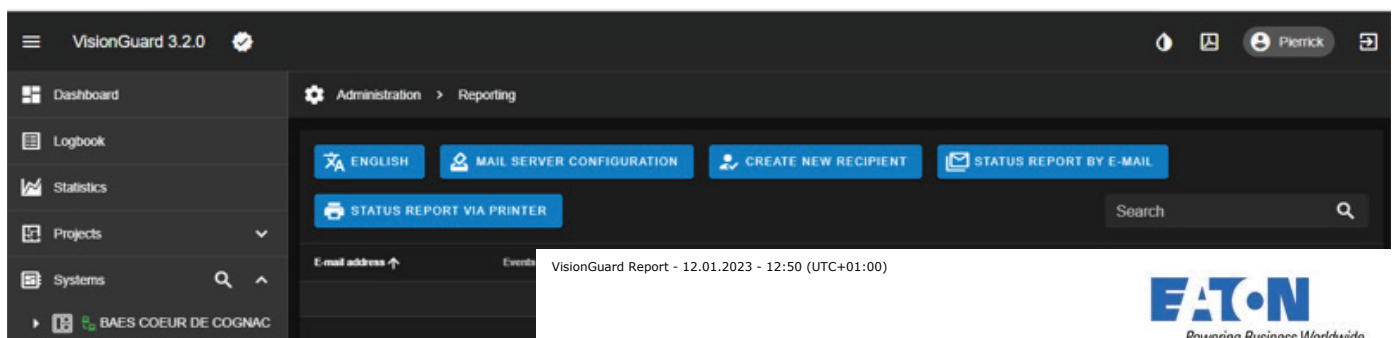 VisionGuard 3.2.0
Pierrick
Dashboard
Administration > Reporting
Logbook
ENGLISH
MAIL SERVER CONFIGURATION
CREATE NEW RECIPIENT
STATUS REPORT BY E-MAIL
Statistics
STATUS REPORT VIA PRINTER
Search
Projects
E-mail address
Events
Systems
BAES COEUR DE COGNAC
VisionGuard Report - 12.01.2023 - 12:50 (UTC+01:00)
EATON
Powering Business Worldwide